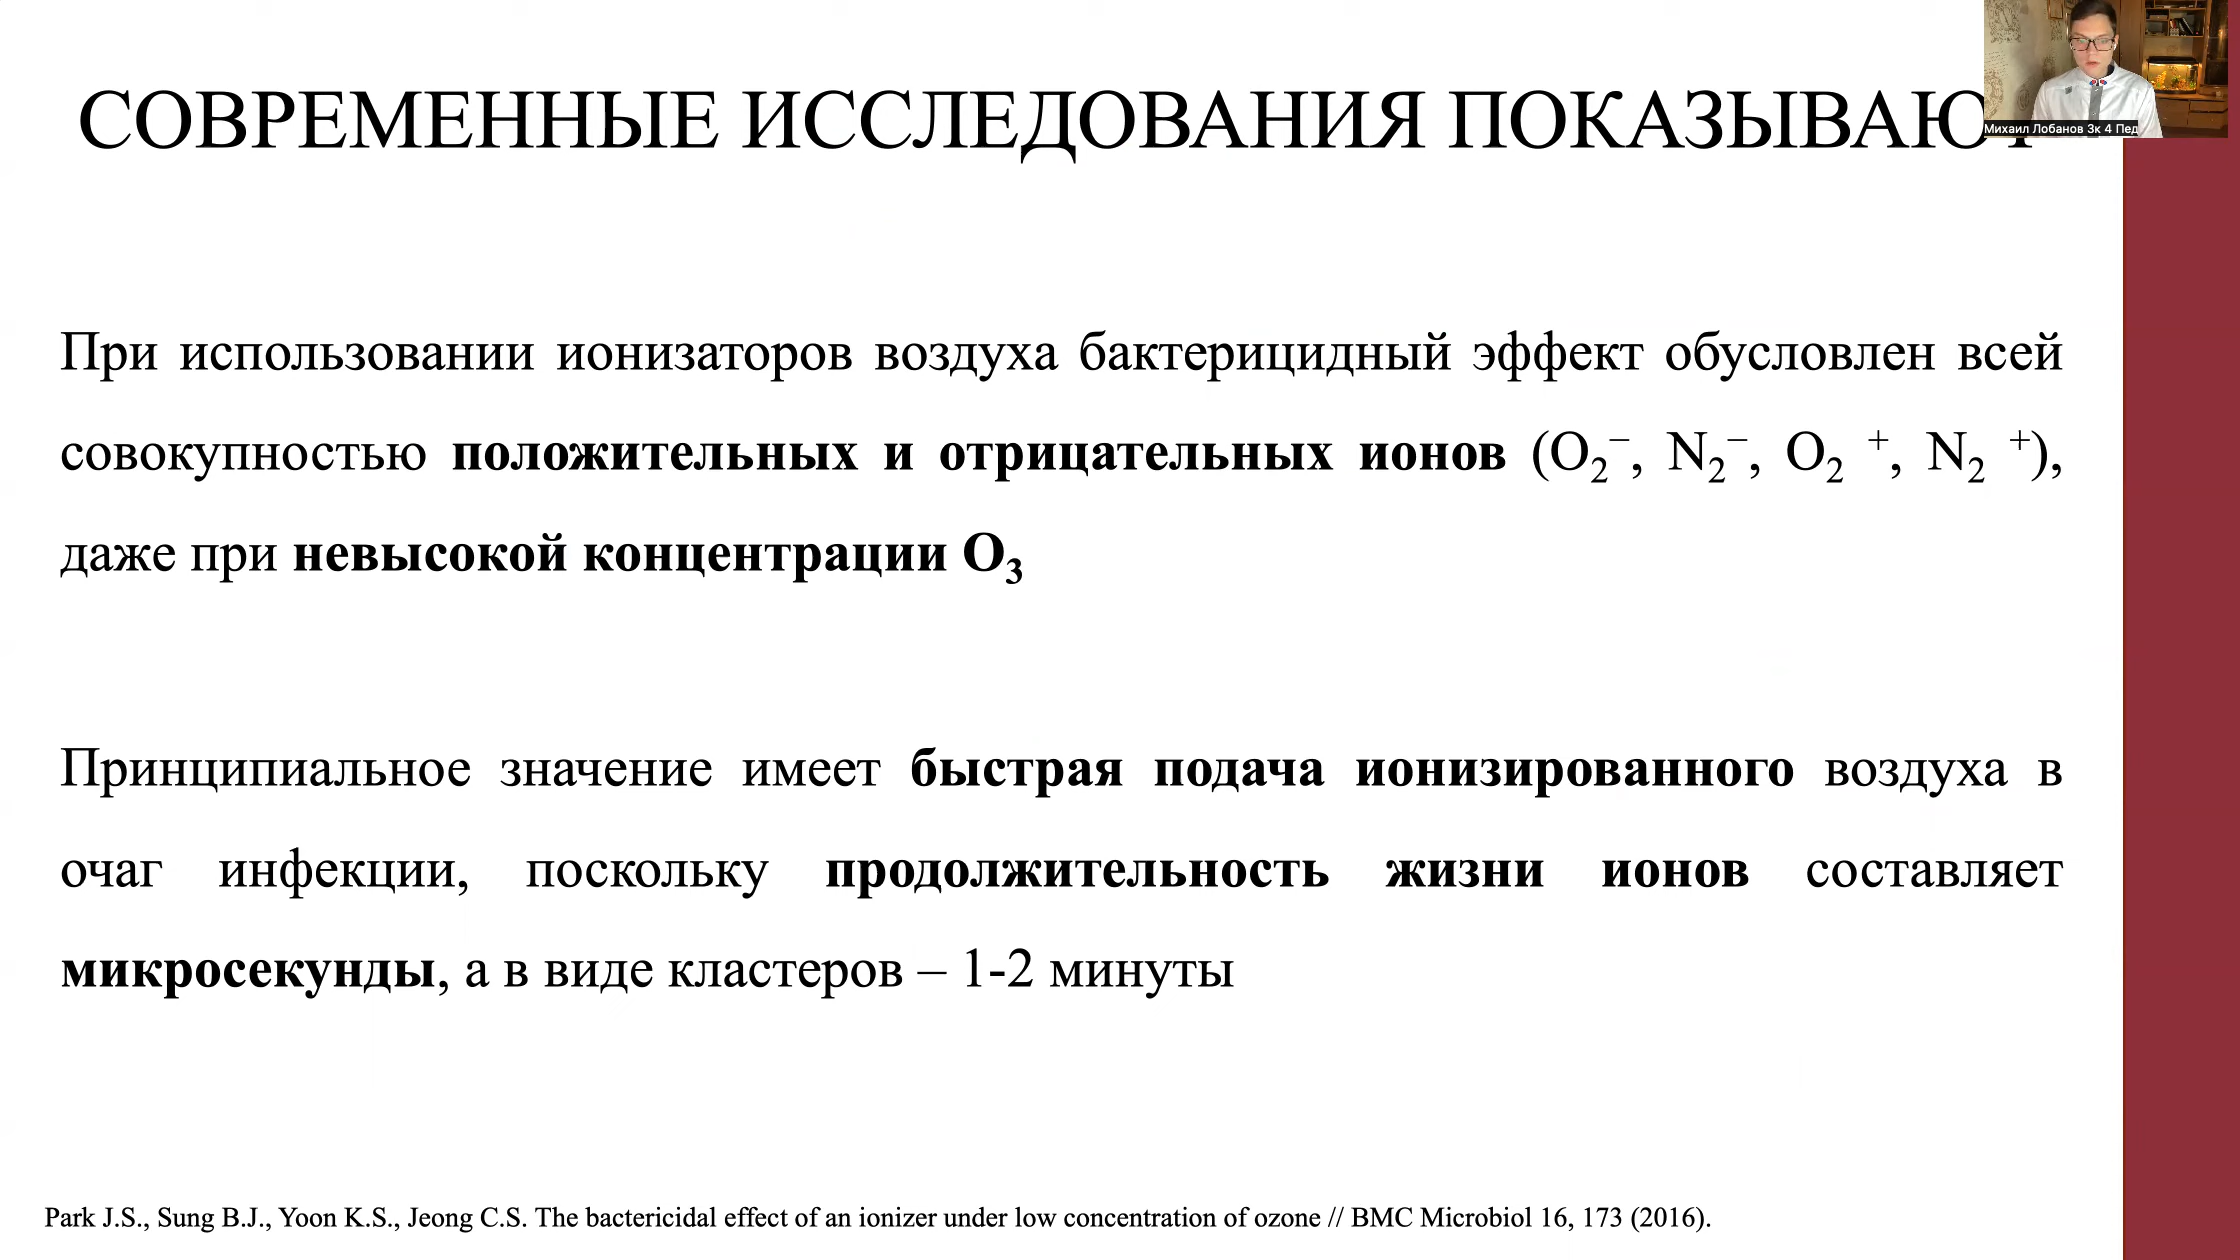 СОВРЕМЕННЫЕ ИССЛЕДОВАНИЯ ПОКАЗЫВАЮТ
Михаил Лобанов 3к 4 Пед
При использовании ионизаторов воздуха бактерицидный эффект обусловлен всей
совокупностью положительных и отрицательных ионов (O₂⁻, N₂⁻, O₂ ⁺, N₂ ⁺),
даже при невысокой концентрации O₃
Принципиальное значение имеет быстрая подача ионизированного воздуха в
очаг инфекции, поскольку продолжительность жизни ионов составляет
микросекунды, а в виде кластеров – 1-2 минуты
Park J.S., Sung B.J., Yoon K.S., Jeong C.S. The bactericidal effect of an ionizer under low concentration of ozone // BMC Microbiol 16, 173 (2016).